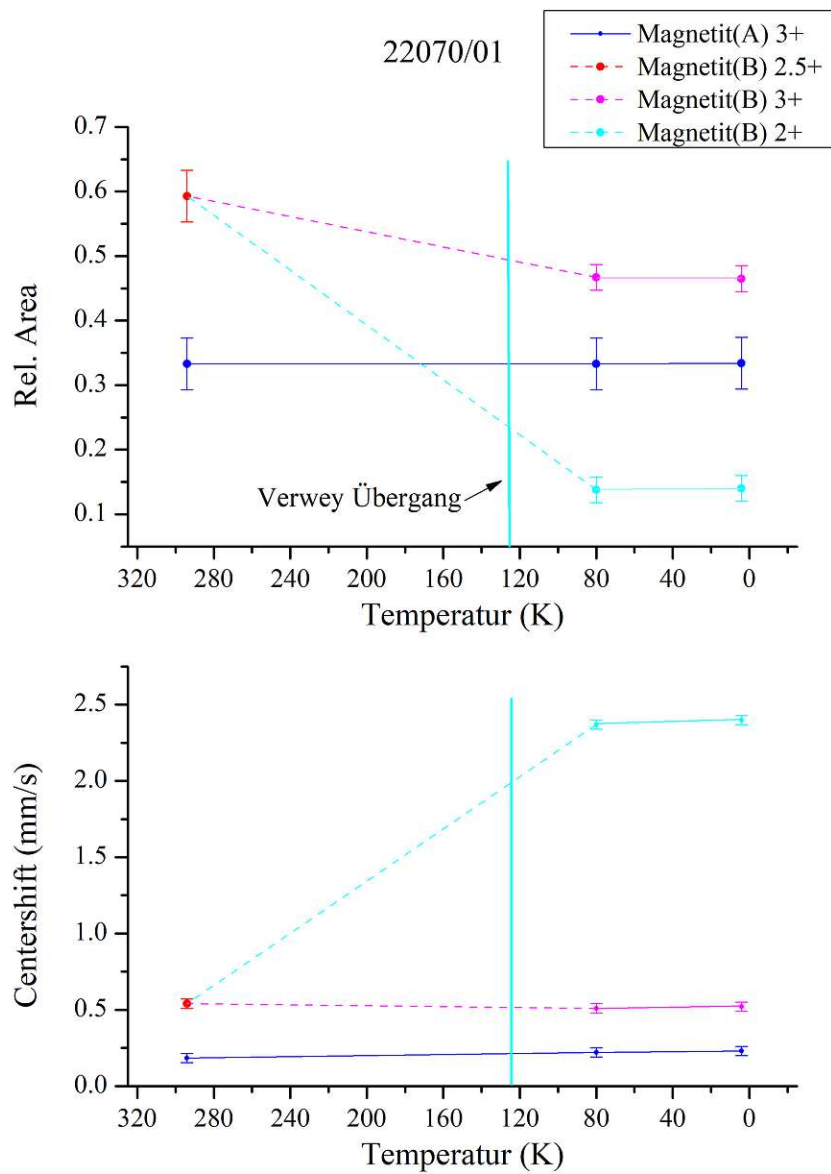 22070/01
Magnetit(A) 3+
Magnetit(B) 2.5+
Magnetit(B) 3+
Magnetit(B) 2+
Rel. Area
0.7
0.6
0.5
0.4
0.3
0.2
0.1
Verwey Übergang
320 280 240 200 160 120 80 40 0
Temperatur (K)
Centershift (mm/s)
2.5
2.0
1.5
1.0
0.5
0.0
320 280 240 200 160 120 80 40 0
Temperatur (K)